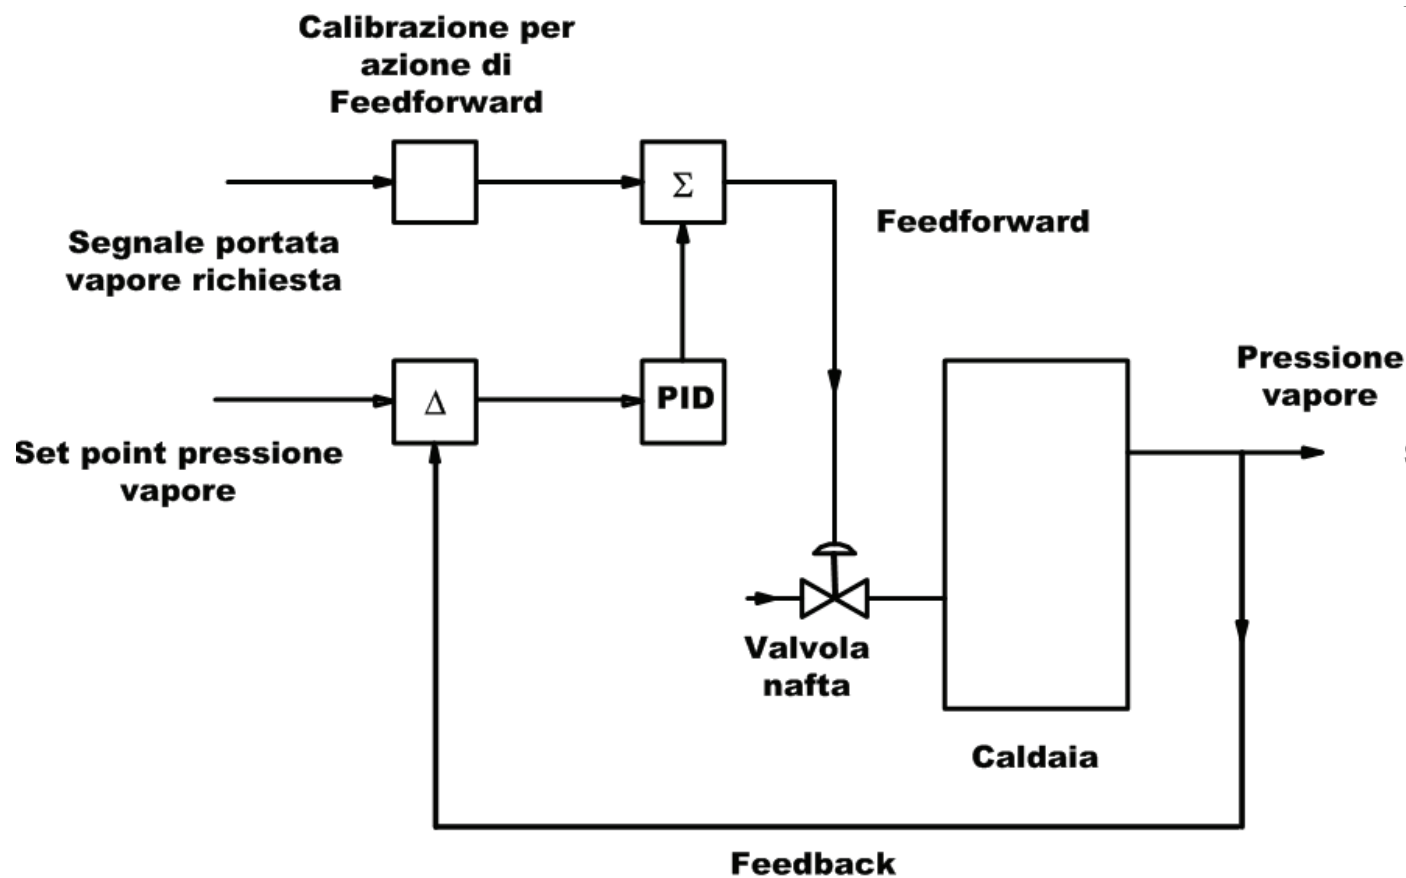 Calibrazione per
azione di
Feedforward
Σ
Feedforward
Segnale portata
vapore richiesta
Pressione
vapore
Δ
PID
Set point pressione
vapore
Valvola
nafta
Caldaia
Feedback